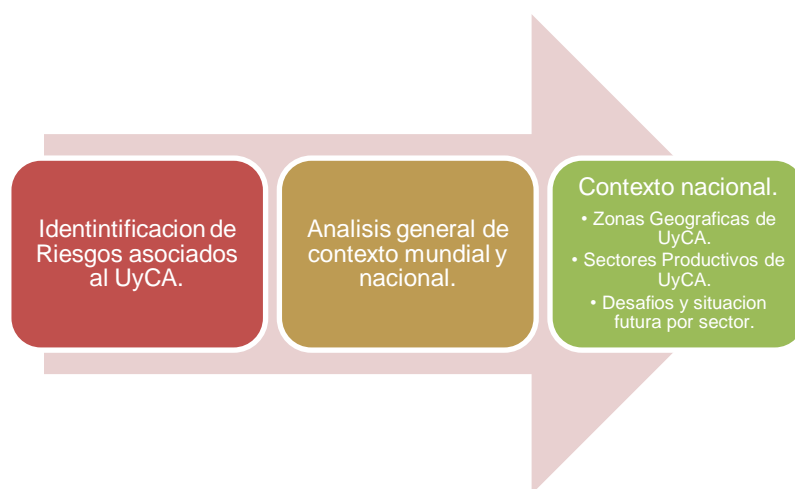 Identintificacion de
Riesgos asociados
al UyCA.
Analisis general de
contexto mundial y
nacional.
Contexto nacional.
• Zonas Geograficas de
UyCA.
• Sectores Productivos de
UyCA.
• Desafios y situacion
futura por sector.